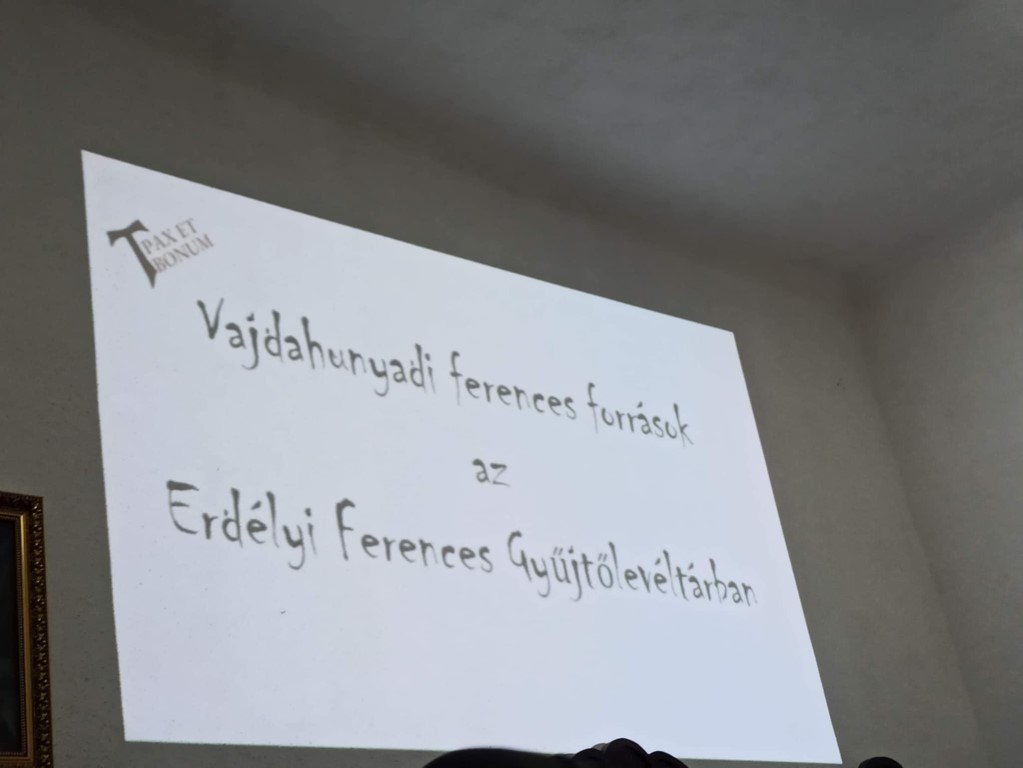 PAX ET
BONUM
Vajdahunyadi ferences források
az
Erdélyi Ferences Gyűjtőlevéltárban